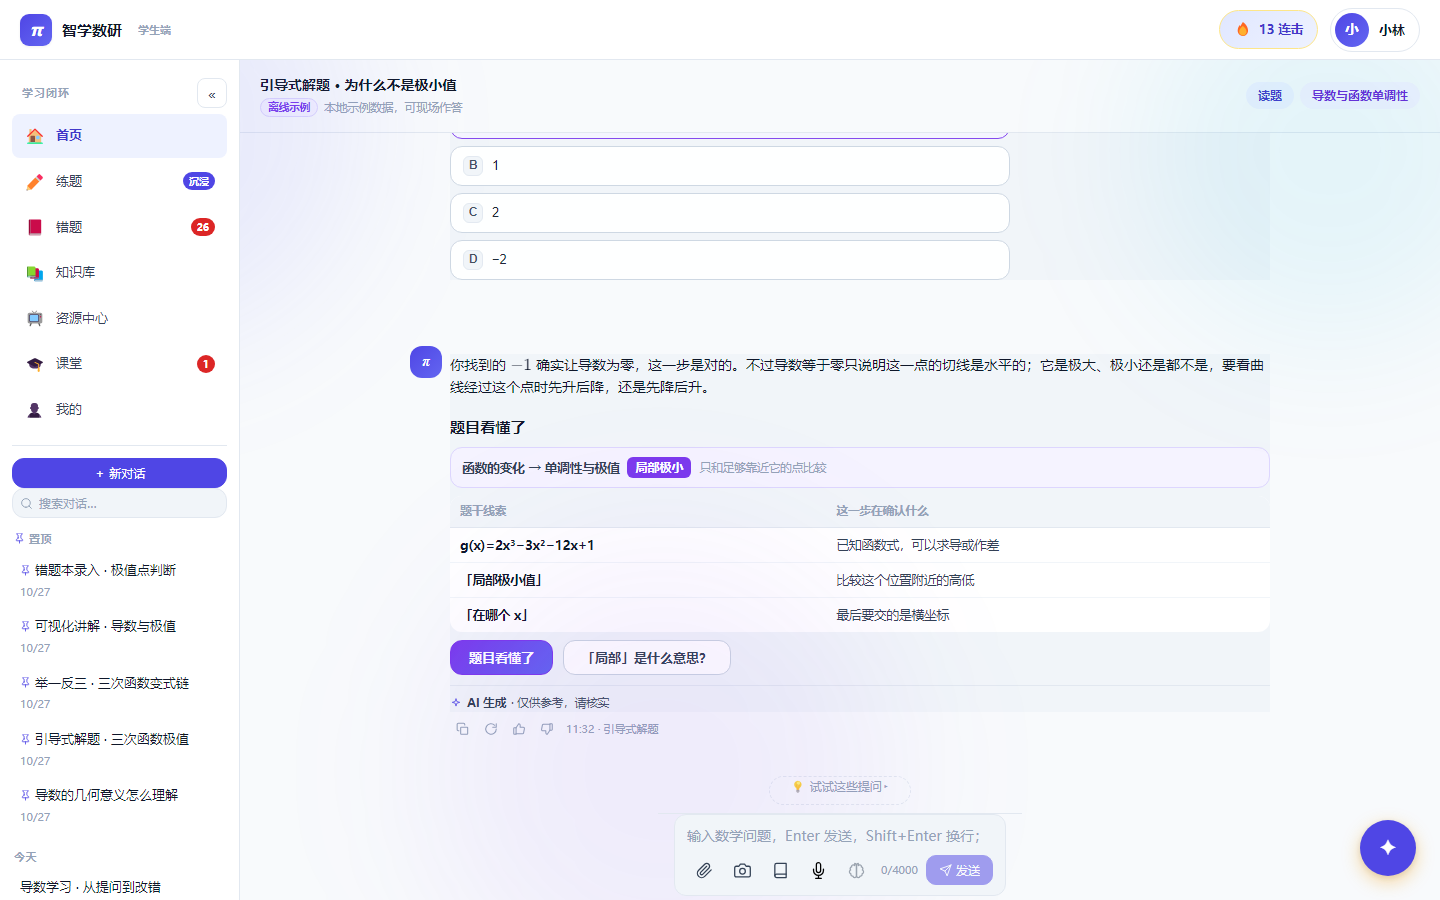 π 智学数研 学生端
13 连击
小 小林
学习闭环 «
首页
练题 沉浸
错题 26
知识库
资源中心
课堂 1
我的
+ 新对话
搜索对话...
置顶
错题本录入 · 极值点判断
10/27
可视化讲解 · 导数与极值
10/27
举一反三 · 三次函数变式链
10/27
引导式解题 · 三次函数极值
10/27
导数的几何意义怎么理解
10/27
今天
导数学习 · 从提问到改错
引导式解题 • 为什么不是极小值
离线示例 本地示例数据，可现场作答
读题 导数与函数单调性
B 1
C 2
D −2
π
你找到的 −1 确实让导数为零，这一步是对的。不过导数等于零只说明这一点的切线是水平的；它是极大、极小还是都不是，要看曲
线经过这个点时先升后降，还是先降后升。
题目看懂了
函数的变化 → 单调性与极值 局部极小 只和足够靠近它的点比较
题干线索 这一步在确认什么
g(x)=2x³−3x²−12x+1 已知函数式，可以求导或作差
「局部极小值」 比较这个位置附近的高低
「在哪个 x」 最后要交的是横坐标
题目看懂了 「局部」是什么意思？
AI 生成 · 仅供参考，请核实
11:32 · 引导式解题
试试这些提问
输入数学问题，Enter 发送，Shift+Enter 换行；
0/4000 发送